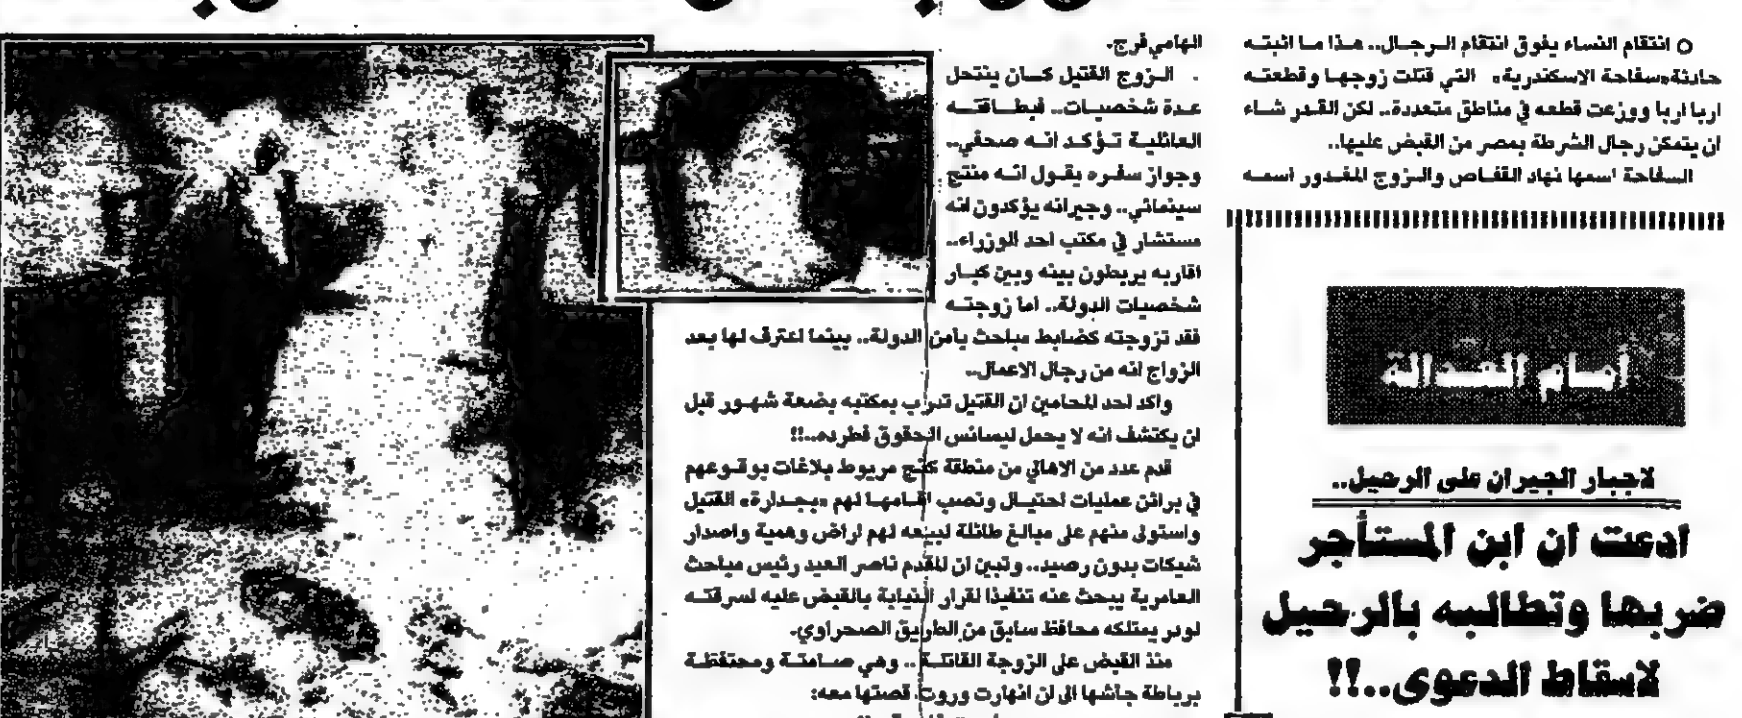 ○ انتقام النساء يفوق انتقام الرجال.. هذا ما اثبتته
حادثة «سفاحة الاسكندرية» التي قتلت زوجها وقطعته
اربا اربا ووزعت قطعه في مناطق متعددة.. لكن القدر شاء
ان يتمكن رجال الشرطة بمصر من القبض عليها..
السفاحة اسمها نهاد القفاص والزوج المغدور اسمه
الهامي فرج.
. الزوج القتيل كان ينتحل
عدة شخصيات.. فبطاقته
العائلية تؤكد انه صحفي..
وجواز سفره يقول انه منتج
سينمائي.. وجيرانه يؤكدون انه
مستشار في مكتب احد الوزراء..
اقاربه يربطون بينه وبين كبار
شخصيات الدولة.. اما زوجته
فقد تزوجته كضابط مباحث بأمن الدولة.. بينما اعترف لها بعد
الزواج انه من رجال الاعمال..
واكد احد المحامين ان القتيل تدرب بمكتبه بضعة شهور قبل
ان يكتشف انه لا يحمل ليسانس الحقوق فطرده..!!
قدم عدد من الاهالي من منطقة كنج مريوط بلاغات بوقوعهم
في براثن عمليات احتيال ونصب اقامها لهم «بجدارة» القتيل
واستولى منهم على مبالغ طائلة لبيعه لهم اراض وهمية واصدار
شيكات بدون رصيد.. وتبين ان المقدم ناصر العبد رئيس مباحث
العامرية يبحث عنه تنفيذا لقرار النيابة بالقبض عليه لسرقته
لودر يمتلكه محافظ سابق من الطريق الصحراوي.
منذ القبض على الزوجة القاتلة.. وهي صامتة ومحتفظة
برباطة جاشها الى ان انهارت وروت قصتها معه:
امام العدالة
لاجبار الجيران على الرحيل..
ادعت ان ابن المستأجر
ضربها وتطالبه بالرحيل
لاسقاط الدعوى..!!